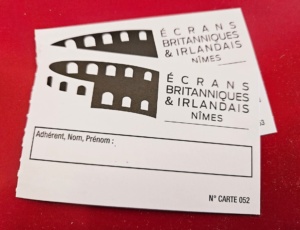 ÉCRANS
BRITANNIQUES
& IRLANDAIS
NÎMES
ÉCRANS
BRITANNIQUES
& IRLANDAIS
NÎMES
Adhérent, Nom, Prénom :
N° CARTE 052